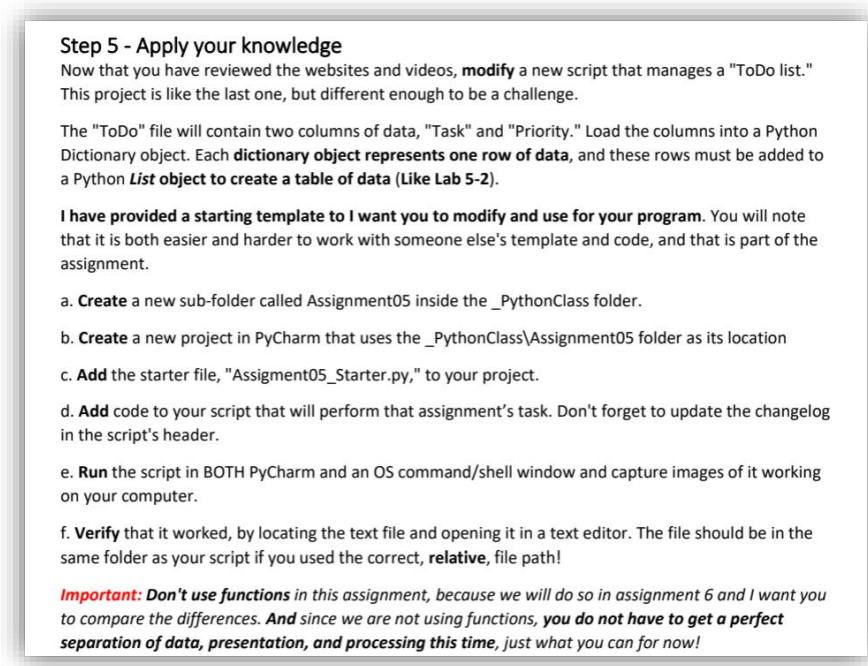 Step 5 - Apply your knowledge
Now that you have reviewed the websites and videos, modify a new script that manages a "ToDo list."
This project is like the last one, but different enough to be a challenge.
The "ToDo" file will contain two columns of data, "Task" and "Priority." Load the columns into a Python
Dictionary object. Each dictionary object represents one row of data, and these rows must be added to
a Python List object to create a table of data (Like Lab 5-2).
I have provided a starting template to I want you to modify and use for your program. You will note
that it is both easier and harder to work with someone else's template and code, and that is part of the
assignment.
a. Create a new sub-folder called Assignment05 inside the _PythonClass folder.
b. Create a new project in PyCharm that uses the _PythonClass\Assignment05 folder as its location
c. Add the starter file, "Assigment05_Starter.py," to your project.
d. Add code to your script that will perform that assignment’s task. Don't forget to update the changelog
in the script's header.
e. Run the script in BOTH PyCharm and an OS command/shell window and capture images of it working
on your computer.
f. Verify that it worked, by locating the text file and opening it in a text editor. The file should be in the
same folder as your script if you used the correct, relative, file path!
Important: Don't use functions in this assignment, because we will do so in assignment 6 and I want you
to compare the differences. And since we are not using functions, you do not have to get a perfect
separation of data, presentation, and processing this time, just what you can for now!